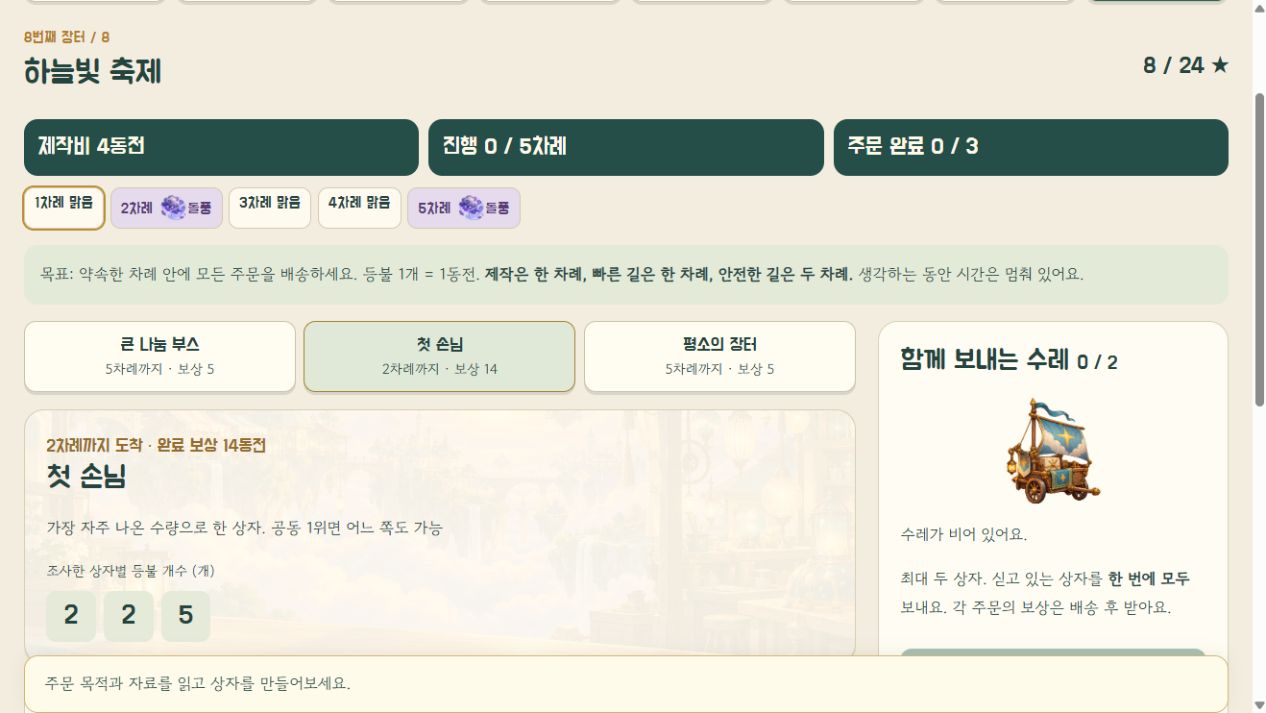 8번째 장터 / 8
하늘빛 축제
8 / 24 ★
제작비 4동전
진행 0 / 5차례
주문 완료 0 / 3
1차례 맑음
2차례 돌풍
3차례 맑음
4차례 맑음
5차례 돌풍
목표: 약속한 차례 안에 모든 주문을 배송하세요. 등불 1개 = 1동전. 제작은 한 차례, 빠른 길은 한 차례, 안전한 길은 두 차례. 생각하는 동안 시간은 멈춰 있어요.
큰 나눔 부스
5차례까지 · 보상 5
첫 손님
2차례까지 · 보상 14
평소의 장터
5차례까지 · 보상 5
2차례까지 도착 · 완료 보상 14동전
첫 손님
가장 자주 나온 수량으로 한 상자. 공동 1위면 어느 쪽도 가능
조사한 상자별 등불 개수 (개)
2 2 5
함께 보내는 수레 0 / 2
수레가 비어 있어요.
최대 두 상자. 싣고 있는 상자를 한 번에 모두
보내요. 각 주문의 보상은 배송 후 받아요.
주문 목적과 자료를 읽고 상자를 만들어보세요.